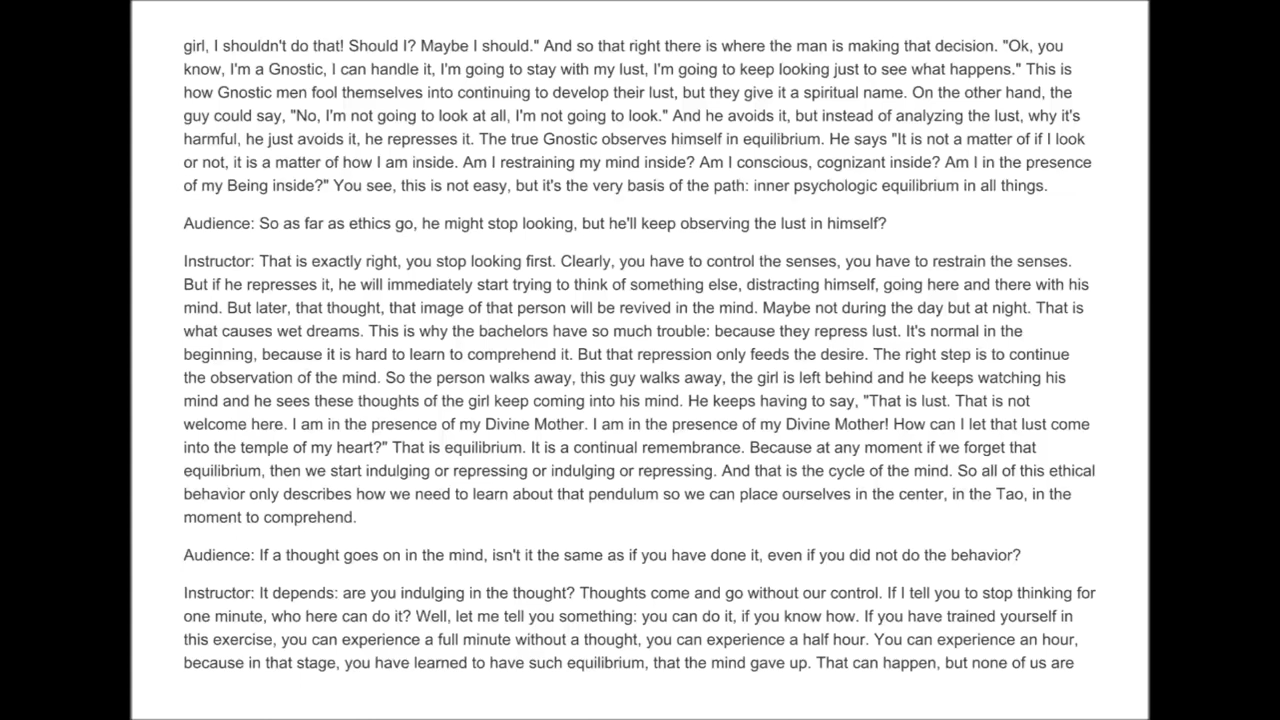 girl, I shouldn't do that! Should I? Maybe I should." And so that right there is where the man is making that decision. "Ok, you
know, I'm a Gnostic, I can handle it, I'm going to stay with my lust, I'm going to keep looking just to see what happens." This is
how Gnostic men fool themselves into continuing to develop their lust, but they give it a spiritual name. On the other hand, the
guy could say, "No, I'm not going to look at all, I'm not going to look." And he avoids it, but instead of analyzing the lust, why it's
harmful, he just avoids it, he represses it. The true Gnostic observes himself in equilibrium. He says "It is not a matter of if I look
or not, it is a matter of how I am inside. Am I restraining my mind inside? Am I conscious, cognizant inside? Am I in the presence
of my Being inside?" You see, this is not easy, but it's the very basis of the path: inner psychologic equilibrium in all things.
Audience: So as far as ethics go, he might stop looking, but he'll keep observing the lust in himself?
Instructor: That is exactly right, you stop looking first. Clearly, you have to control the senses, you have to restrain the senses.
But if he represses it, he will immediately start trying to think of something else, distracting himself, going here and there with his
mind. But later, that thought, that image of that person will be revived in the mind. Maybe not during the day but at night. That is
what causes wet dreams. This is why the bachelors have so much trouble: because they repress lust. It's normal in the
beginning, because it is hard to learn to comprehend it. But that repression only feeds the desire. The right step is to continue
the observation of the mind. So the person walks away, this guy walks away, the girl is left behind and he keeps watching his
mind and he sees these thoughts of the girl keep coming into his mind. He keeps having to say, "That is lust. That is not
welcome here. I am in the presence of my Divine Mother. I am in the presence of my Divine Mother! How can I let that lust come
into the temple of my heart?" That is equilibrium. It is a continual remembrance. Because at any moment if we forget that
equilibrium, then we start indulging or repressing or indulging or repressing. And that is the cycle of the mind. So all of this ethical
behavior only describes how we need to learn about that pendulum so we can place ourselves in the center, in the Tao, in the
moment to comprehend.
Audience: If a thought goes on in the mind, isn't it the same as if you have done it, even if you did not do the behavior?
Instructor: It depends: are you indulging in the thought? Thoughts come and go without our control. If I tell you to stop thinking for
one minute, who here can do it? Well, let me tell you something: you can do it, if you know how. If you have trained yourself in
this exercise, you can experience a full minute without a thought, you can experience a half hour. You can experience an hour,
because in that stage, you have learned to have such equilibrium, that the mind gave up. That can happen, but none of us are